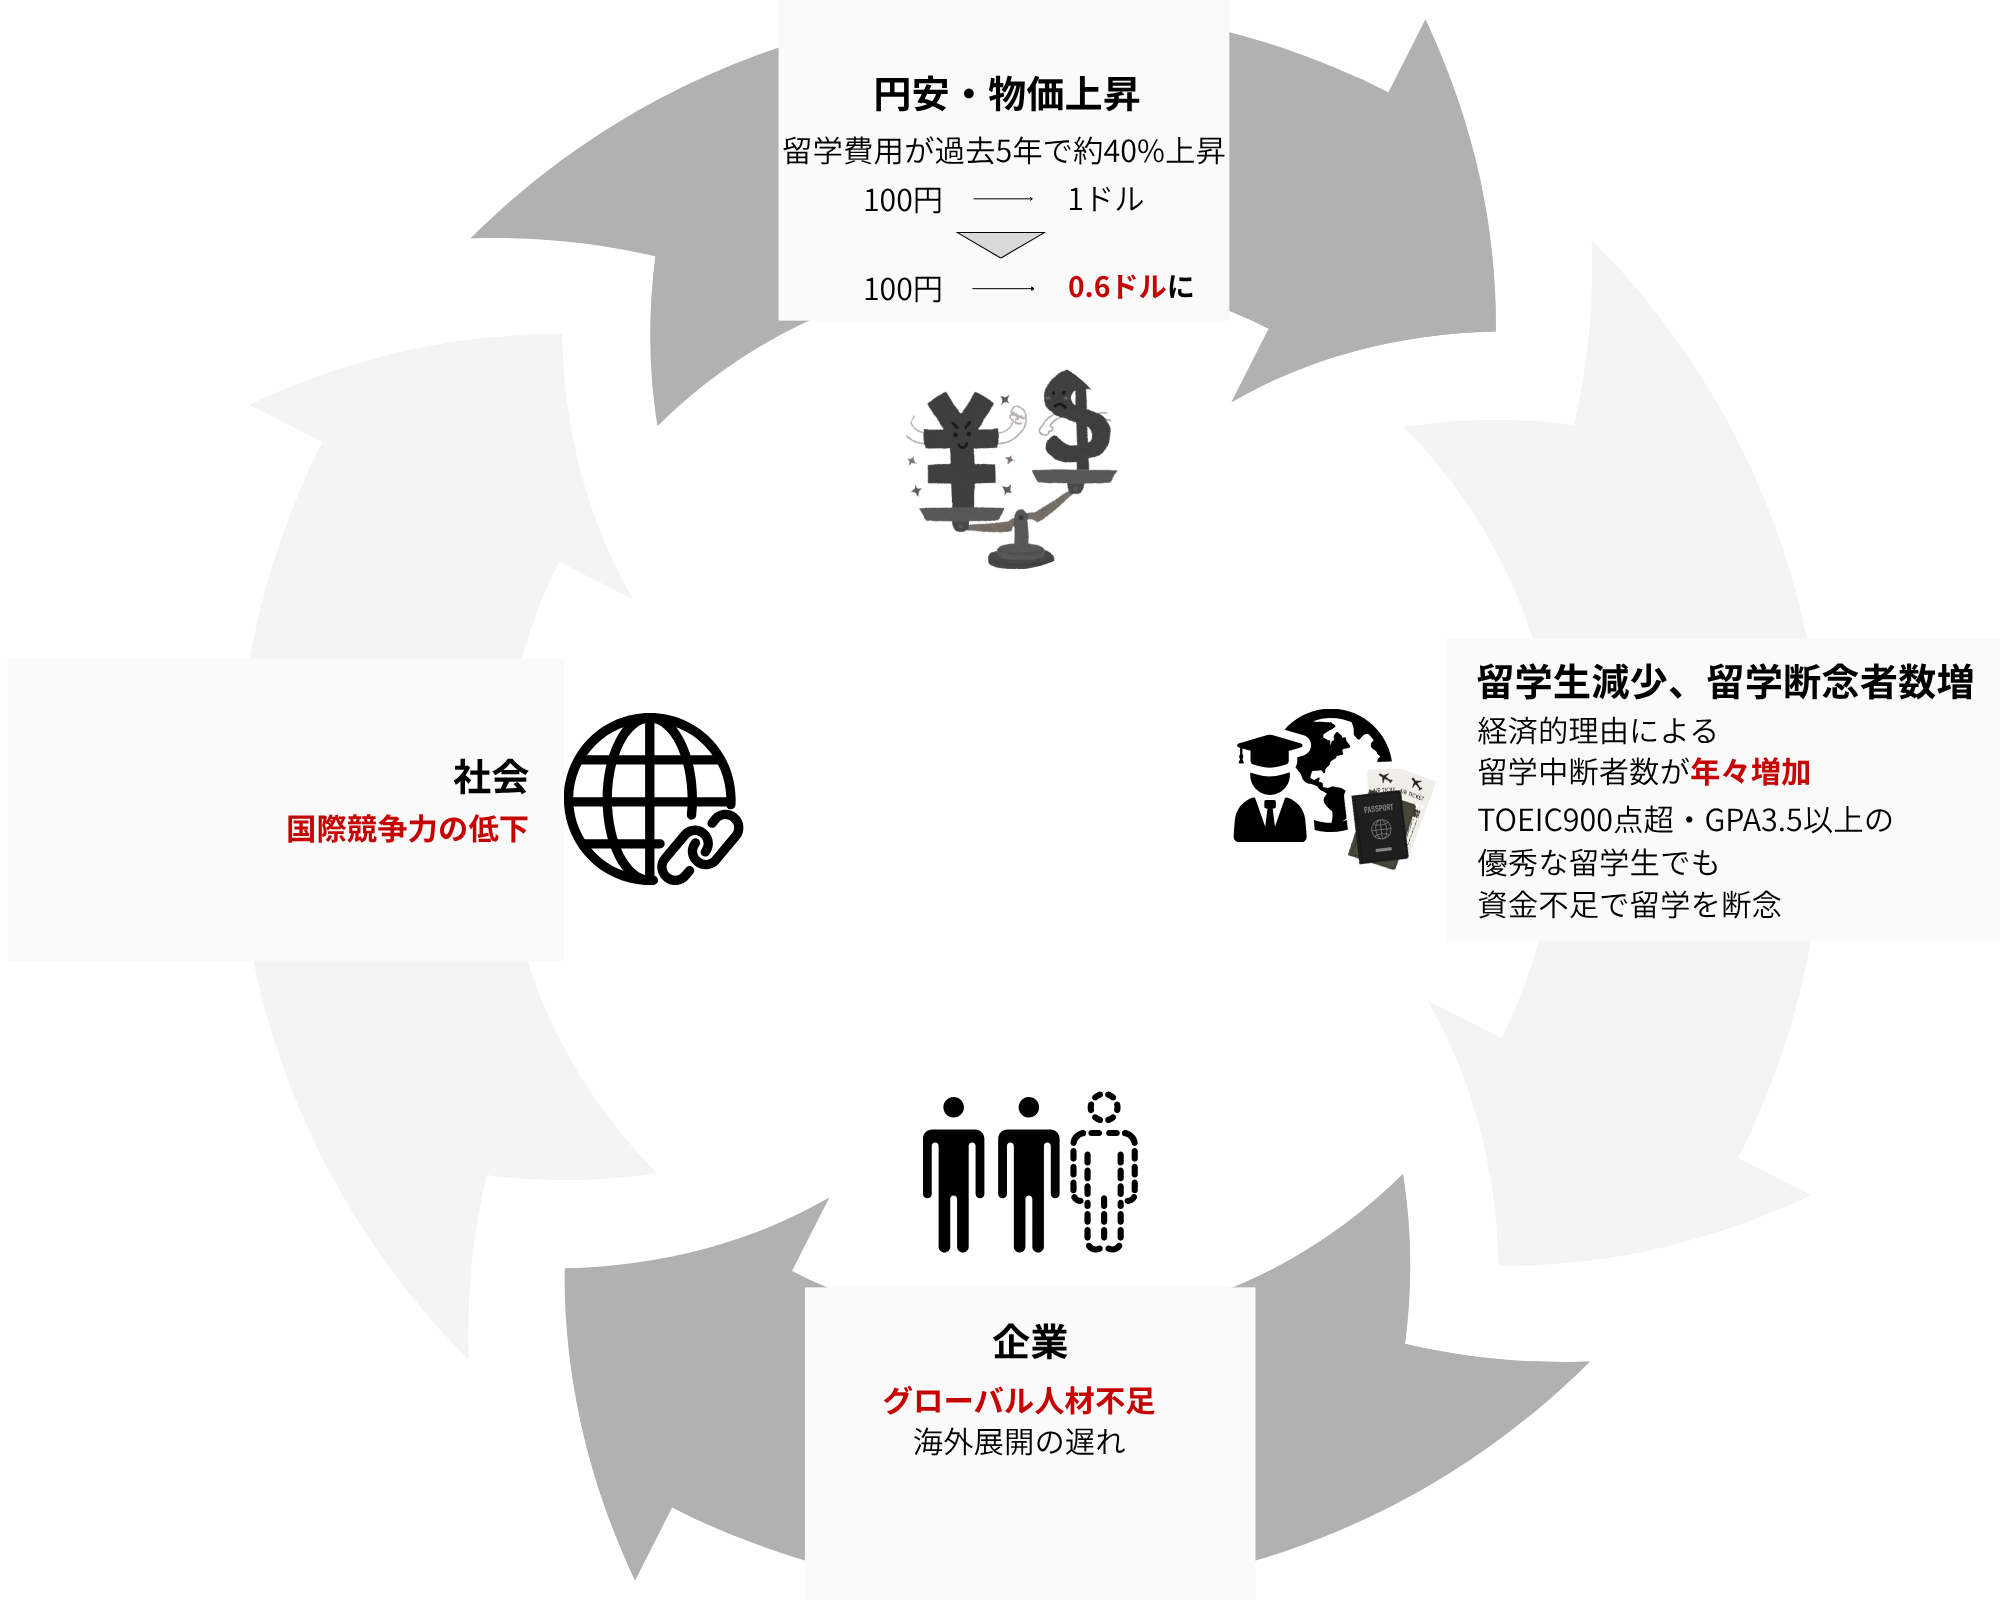 円安・物価上昇
留学費用が過去5年で約40%上昇
100円 → 1ドル
100円 → 0.6ドルに
留学生減少、留学断念者数増
経済的理由による
留学中断者数が年々増加
TOEIC900点超・GPA3.5以上の
優秀な留学生でも
資金不足で留学を断念
PASSPORT
社会
国際競争力の低下
企業
グローバル人材不足
海外展開の遅れ